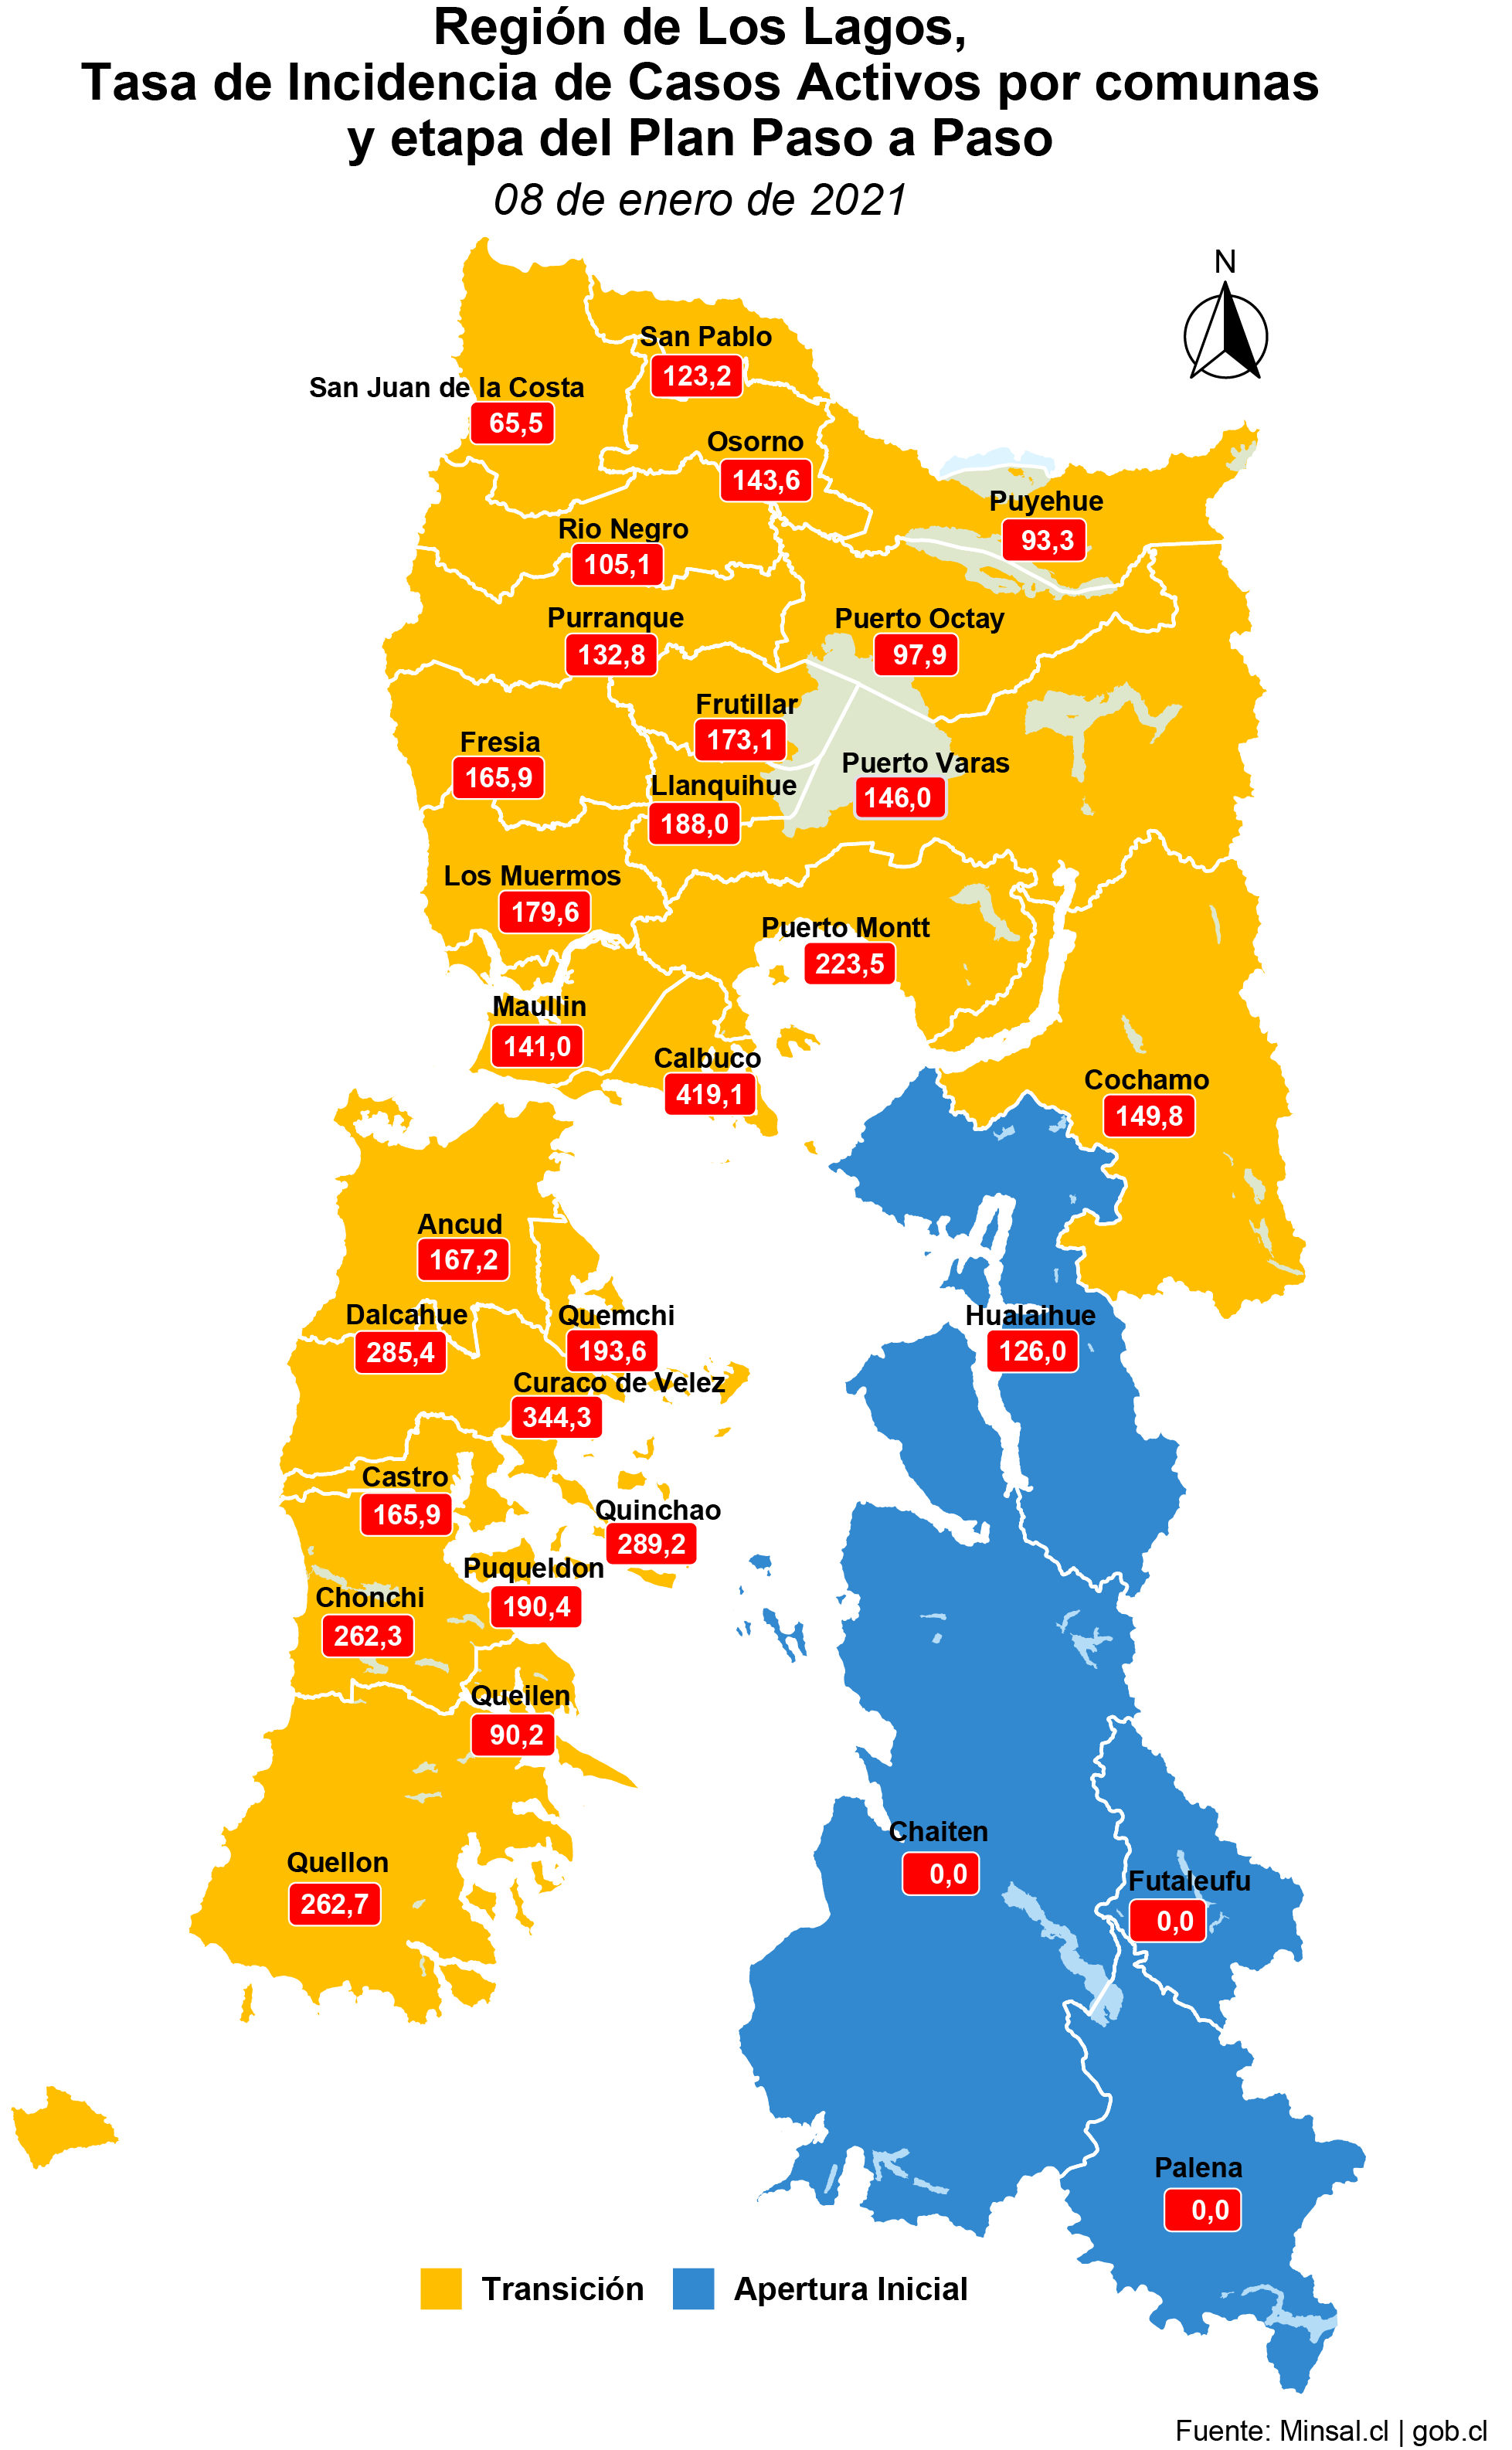 Región de Los Lagos,
Tasa de Incidencia de Casos Activos por comunas
y etapa del Plan Paso a Paso
08 de enero de 2021
N
San Pablo
123,2
San Juan de la Costa
65,5
Osorno
143,6
Puyehue
93,3
Rio Negro
105,1
Purranque
132,8
Puerto Octay
97,9
Frutillar
173,1
Fresia
165,9
Puerto Varas
146,0
Llanquihue
188,0
Los Muermos
179,6
Puerto Montt
223,5
Maullin
141,0
Calbuco
419,1
Cochamo
149,8
Ancud
167,2
Dalcahue
285,4
Quemchi
193,6
Hualaihue
126,0
Curaco de Velez
344,3
Castro
165,9
Quinchao
289,2
Puqueldon
190,4
Chonchi
262,3
Queilen
90,2
Chaiten
0,0
Quellon
262,7
Futaleufu
0,0
Palena
0,0
Transición
Apertura Inicial
Fuente: Minsal.cl | gob.cl